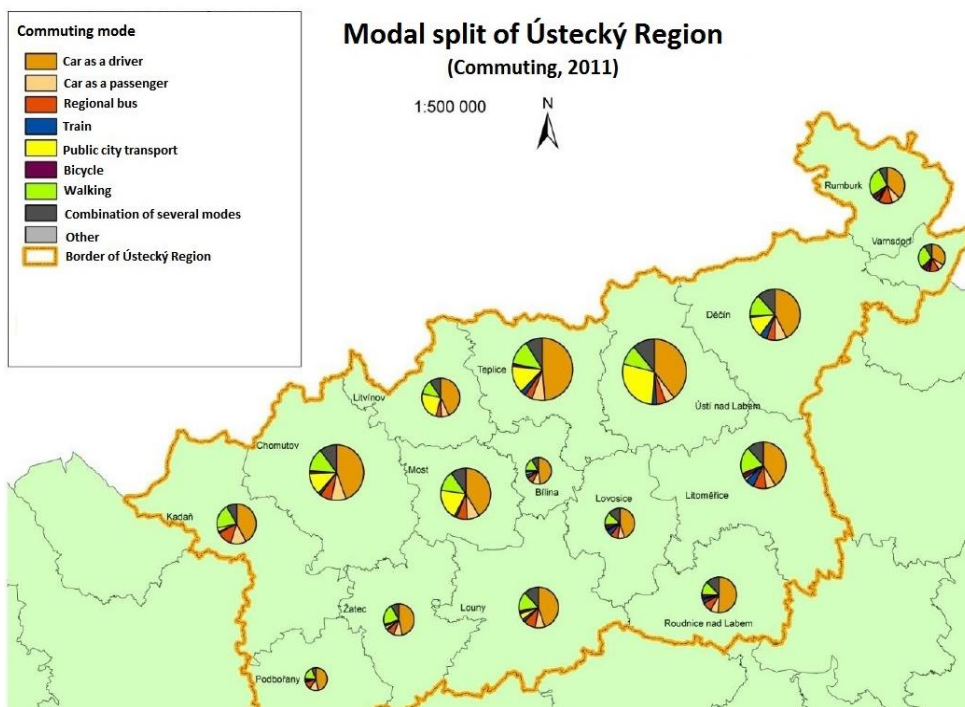 Modal split of Ústecký Region
(Commuting, 2011)
Commuting mode
Car as a driver
Car as a passenger
Regional bus
Train
Public city transport
Bicycle
Walking
Combination of several modes
Other
Border of Ústecký Region
1:500 000
N
Rumburk
Varnsdorf
Děčín
Teplice
Litvínov
Ústí nad Labem
Chomutov
Most
Bílina
Lovosice
Litoměřice
Kadaň
Žatec
Louny
Roudnice nad Labem
Podbořany